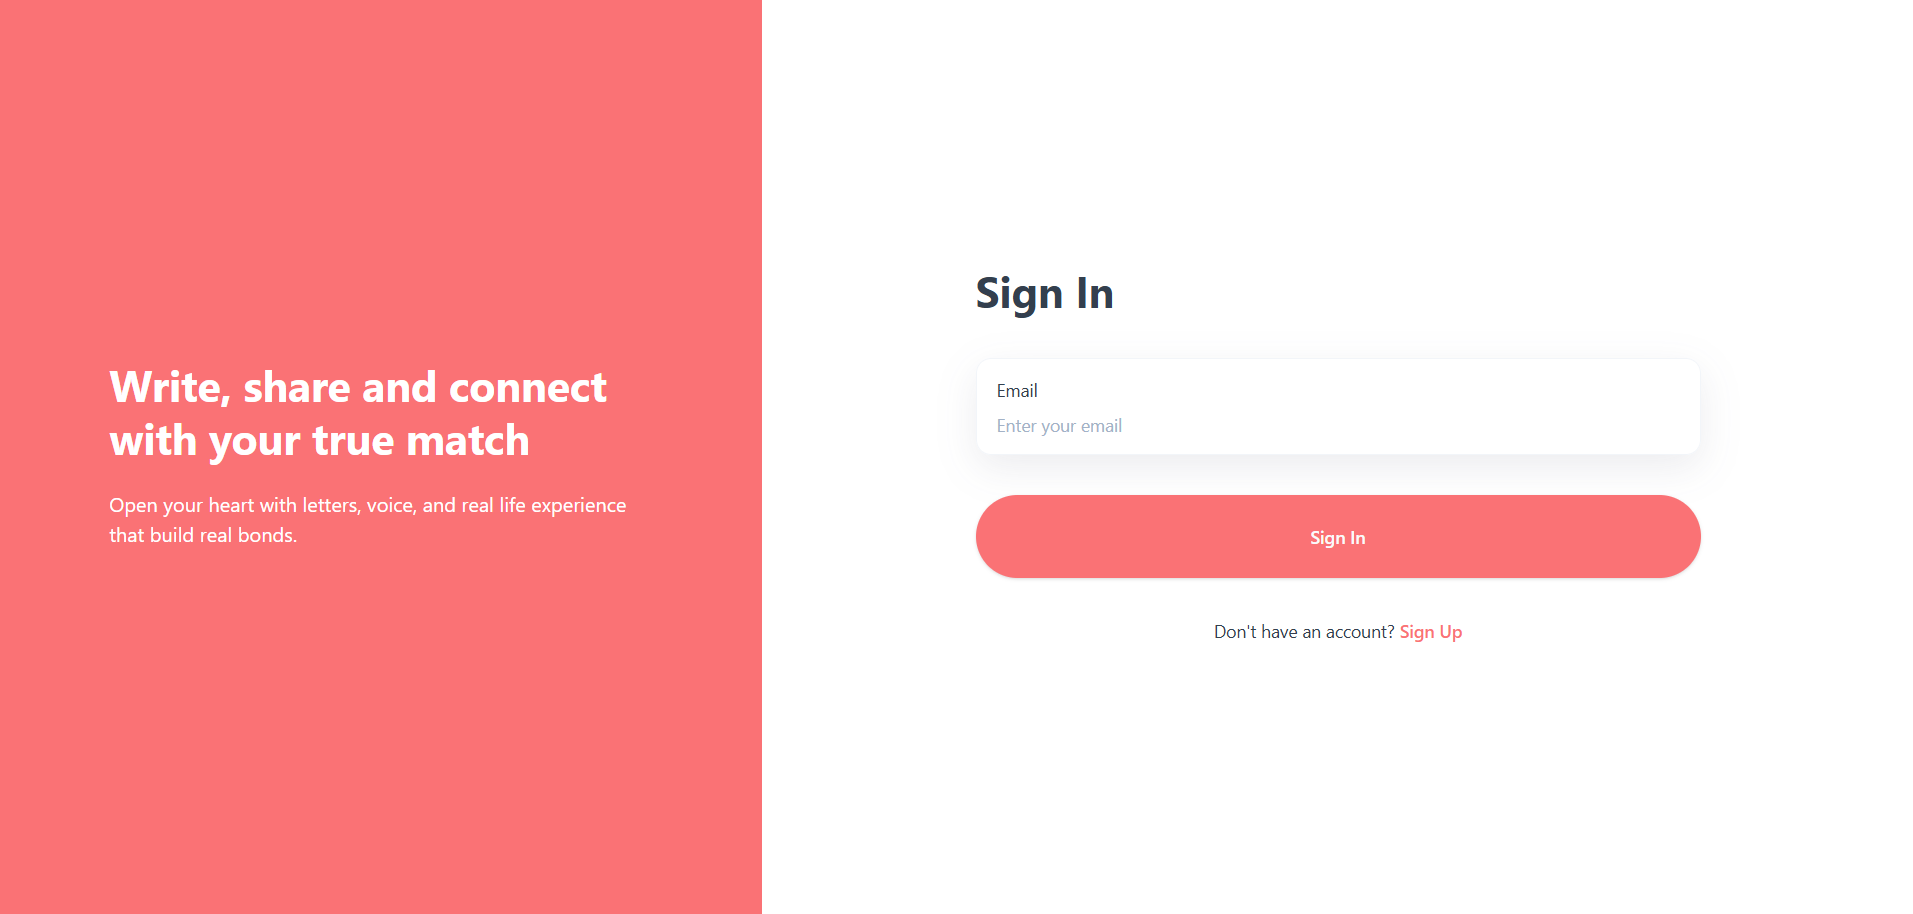 Write, share and connect
with your true match
Open your heart with letters, voice, and real life experience
that build real bonds.
Sign In
Email
Enter your email
Sign In
Don't have an account? Sign Up